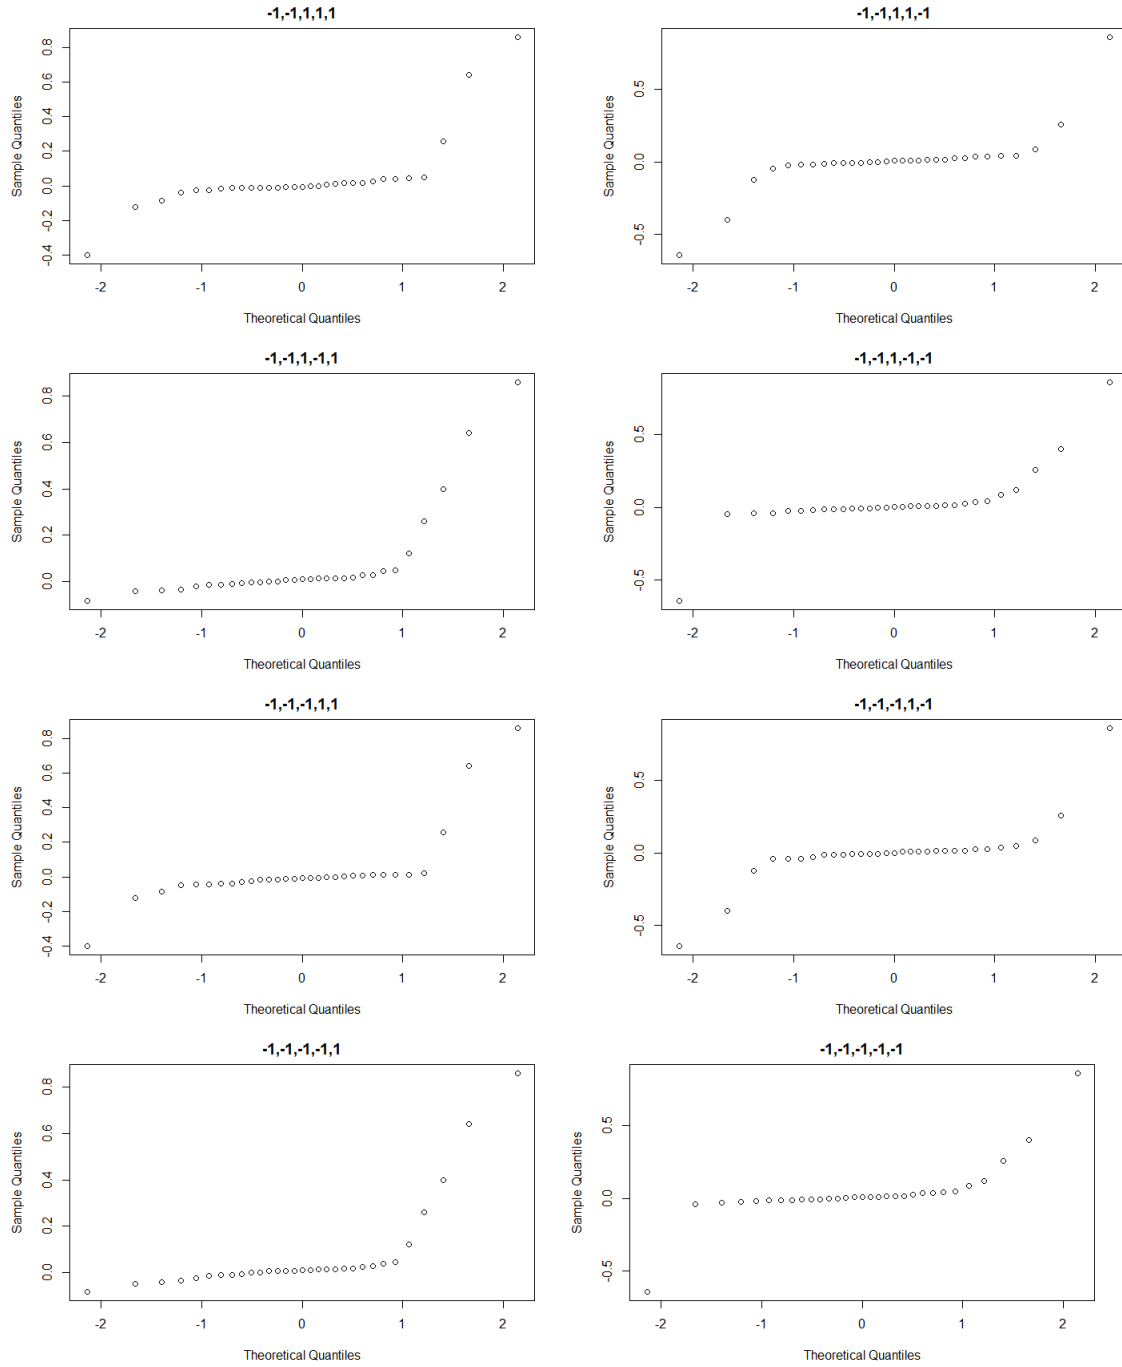 -1,-1,1,1,1
Sample Quantiles
0.8
0.6
0.4
0.2
0.0
-0.2
-0.4
-2 -1 0 1 2
Theoretical Quantiles
-1,-1,1,1,-1
Sample Quantiles
0.5
0.0
-0.5
-2 -1 0 1 2
Theoretical Quantiles
-1,-1,1,-1,1
Sample Quantiles
0.8
0.6
0.4
0.2
0.0
-2 -1 0 1 2
Theoretical Quantiles
-1,-1,1,-1,-1
Sample Quantiles
0.5
0.0
-0.5
-2 -1 0 1 2
Theoretical Quantiles
-1,-1,-1,1,1
Sample Quantiles
0.8
0.6
0.4
0.2
0.0
-0.2
-0.4
-2 -1 0 1 2
Theoretical Quantiles
-1,-1,-1,1,-1
Sample Quantiles
0.5
0.0
-0.5
-2 -1 0 1 2
Theoretical Quantiles
-1,-1,-1,-1,1
Sample Quantiles
0.8
0.6
0.4
0.2
0.0
-2 -1 0 1 2
Theoretical Quantiles
-1,-1,-1,-1,-1
Sample Quantiles
0.5
0.0
-0.5
-2 -1 0 1 2
Theoretical Quantiles